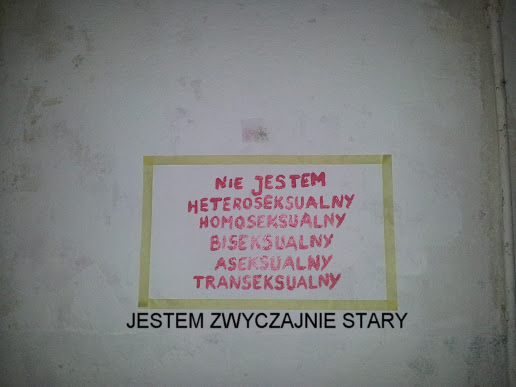 NIE JESTEM
HETEROSEKSUALNY
HOMOSEKSUALNY
BISEKSUALNY
ASEKSUALNY
TRANSEKSUALNY
JESTEM ZWYCZAJNIE STARY